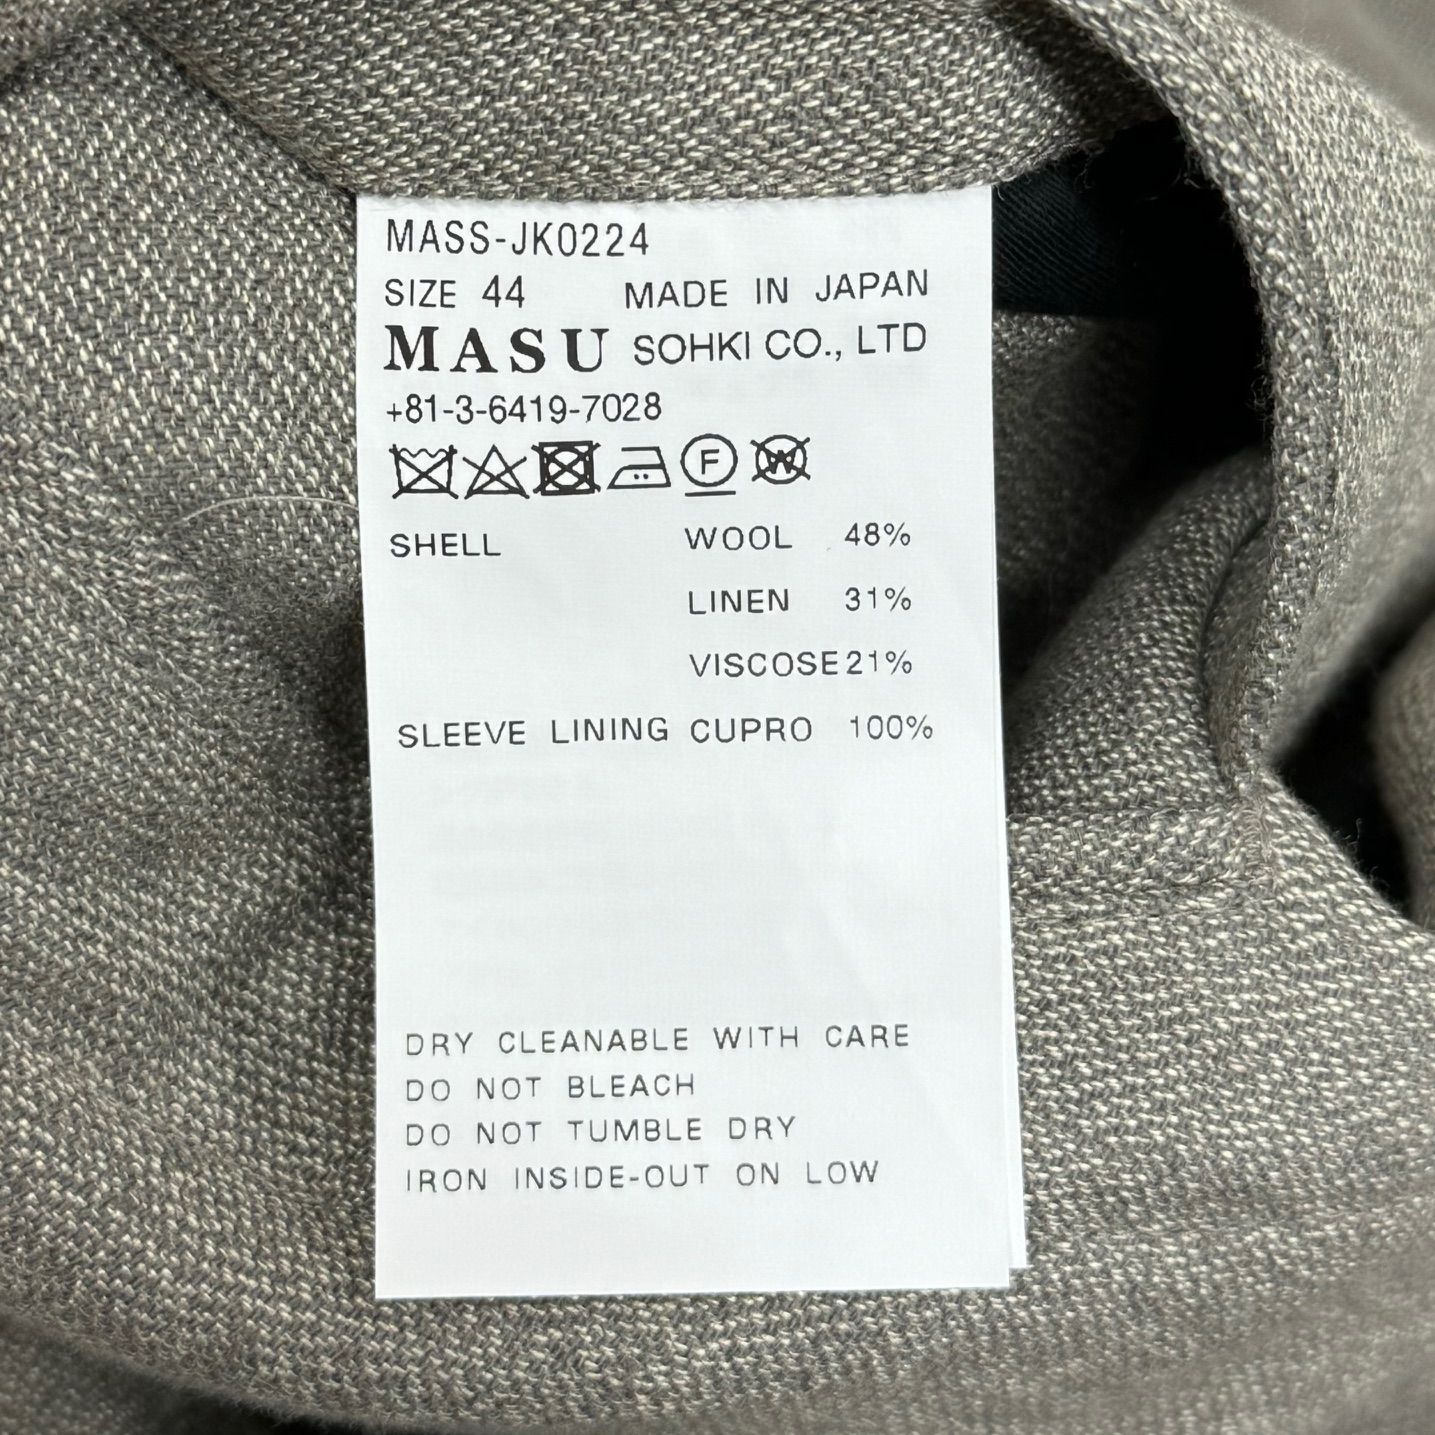 MASS-JK0224
SIZE 44 MADE IN JAPAN
MASU SOHKI CO., LTD
+81-3-6419-7028
F W
SHELL WOOL 48%
LINEN 31%
VISCOSE 21%
SLEEVE LINING CUPRO 100%
DRY CLEANABLE WITH CARE
DO NOT BLEACH
DO NOT TUMBLE DRY
IRON INSIDE-OUT ON LOW